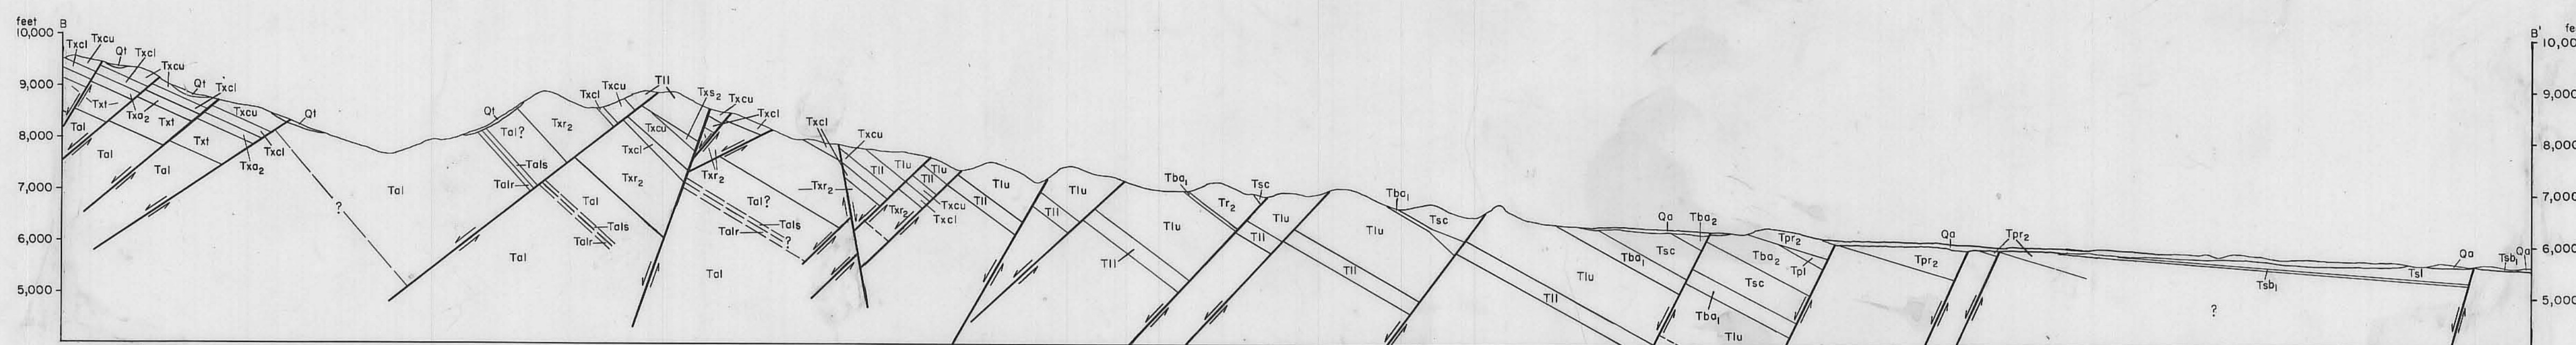 feet B
B' fe
10,000
10,00
Txcl Txcu Qt Txcl
Txcu
9,000
Qt Txcl
Txcu Qt
Txt Txa2 Txt
Tal
Txt
8,000
Tal Tal
Txa2 Txcl
Tal
?
7,000
6,000
5,000
Qt
Tal? Txr2
Tals
Talr
Tal
Tals
Talr
Tal
Txcl Txcu Tll
Txs2 Txcu
Txcl
Txcu
Txcl
Txr2
Txr2
Tal?
Tals
Talr ?
Tal
Txcl
Txcu
Txr2
Tll Tlu Tlu
Tll
Txr2 Txcu
Txcl
Tll
Tlu
Tll
Tlu
Tll
Tlu
Tba1
Tr2
Tsc
Tlu
Tll
Tll
Tlu
Tba1
Tsc
Tll
Tlu
Tba1
Qa Tba2
Tsc
Tba1
Tlu
Tpr2
Tba2
Tpl
Tsc
Tpr2
Qa
Tpr2
Tsb1
?
Tsl
Qa
Tsb1
Qa
9,000
8,000
7,000
6,000
5,000